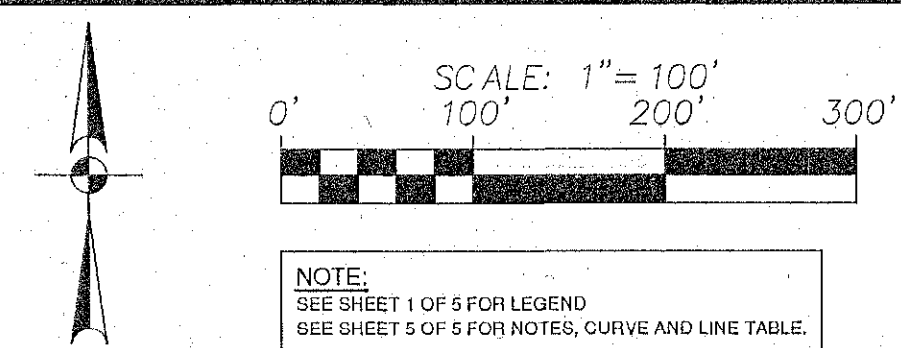 SCALE: 1"= 100'
0' 100' 200' 300'
NOTE:
SEE SHEET 1 OF 5 FOR LEGEND
SEE SHEET 5 OF 5 FOR NOTES, CURVE AND LINE TABLE.